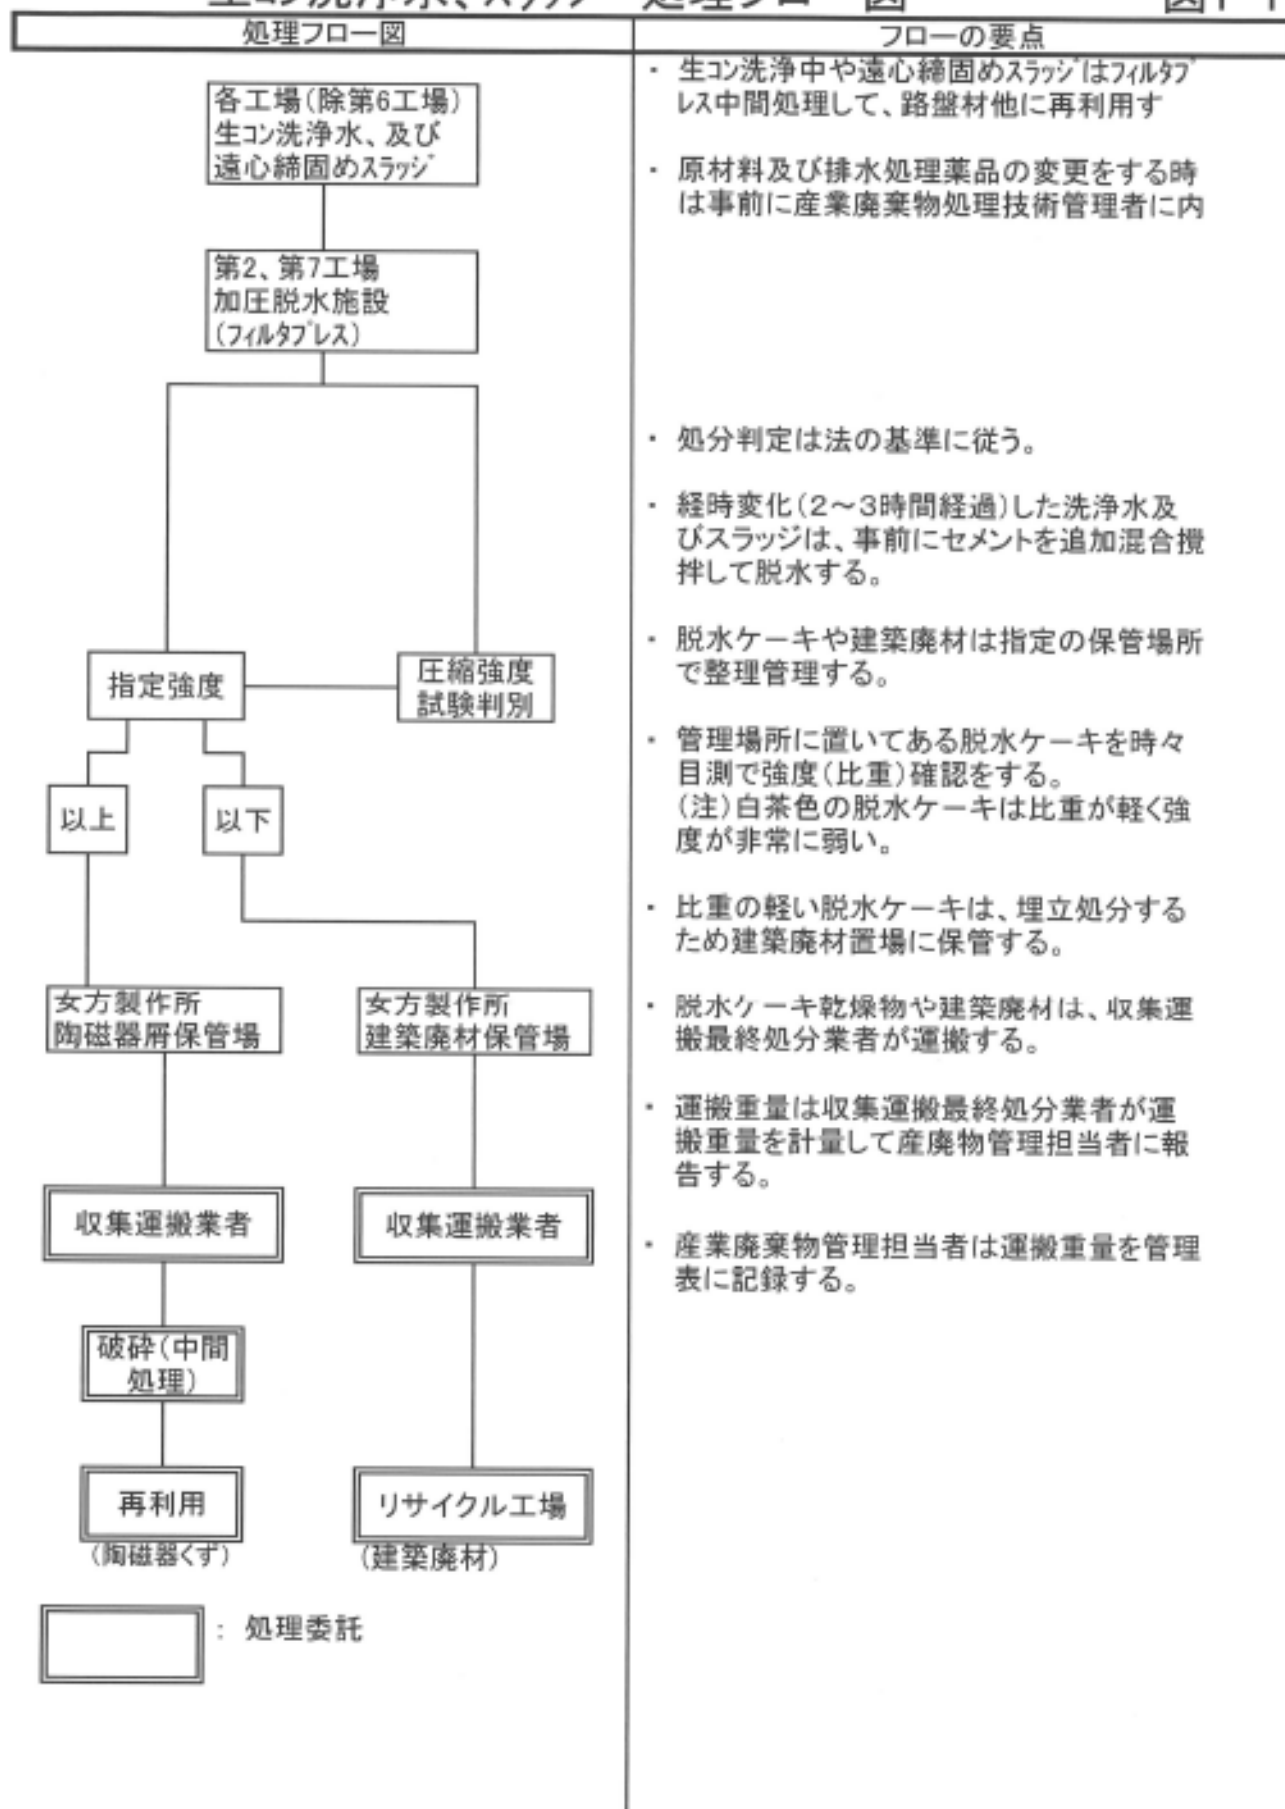 処理フロー図
フローの要点
各工場(除第6工場)
生コン洗浄水、及び
遠心締固めスラッジ
第2、第7工場
加圧脱水施設
(フィルタプレス)
指定強度
圧縮強度
試験判別
以上
以下
女方製作所
陶磁器屑保管場
女方製作所
建築廃材保管場
収集運搬業者
収集運搬業者
破砕(中間
処理)
再利用
(陶磁器くず)
リサイクル工場
(建築廃材)
: 処理委託
・ 生コン洗浄中や遠心締固めスラッジはフィルタプ
レス中間処理して、路盤材他に再利用す
・ 原材料及び排水処理薬品の変更をする時
は事前に産業廃棄物処理技術管理者に内
・ 処分判定は法の基準に従う。
・ 経時変化(2～3時間経過)した洗浄水及
びスラッジは、事前にセメントを追加混合攪
拌して脱水する。
・ 脱水ケーキや建築廃材は指定の保管場所
で整理管理する。
・ 管理場所に置いてある脱水ケーキを時々
目測で強度(比重)確認をする。
(注)白茶色の脱水ケーキは比重が軽く強
度が非常に弱い。
・ 比重の軽い脱水ケーキは、埋立処分する
ため建築廃材置場に保管する。
・ 脱水ケーキ乾燥物や建築廃材は、収集運
搬最終処分業者が運搬する。
・ 運搬重量は収集運搬最終処分業者が運
搬重量を計量して産廃物管理担当者に報
告する。
・ 産業廃棄物管理担当者は運搬重量を管理
表に記録する。